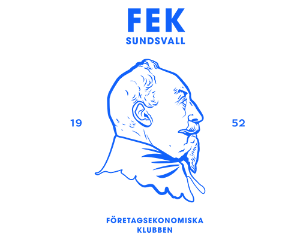 FEK
SUNDSVALL
19 52
FÖRETAGSEKONOMISKA
KLUBBEN